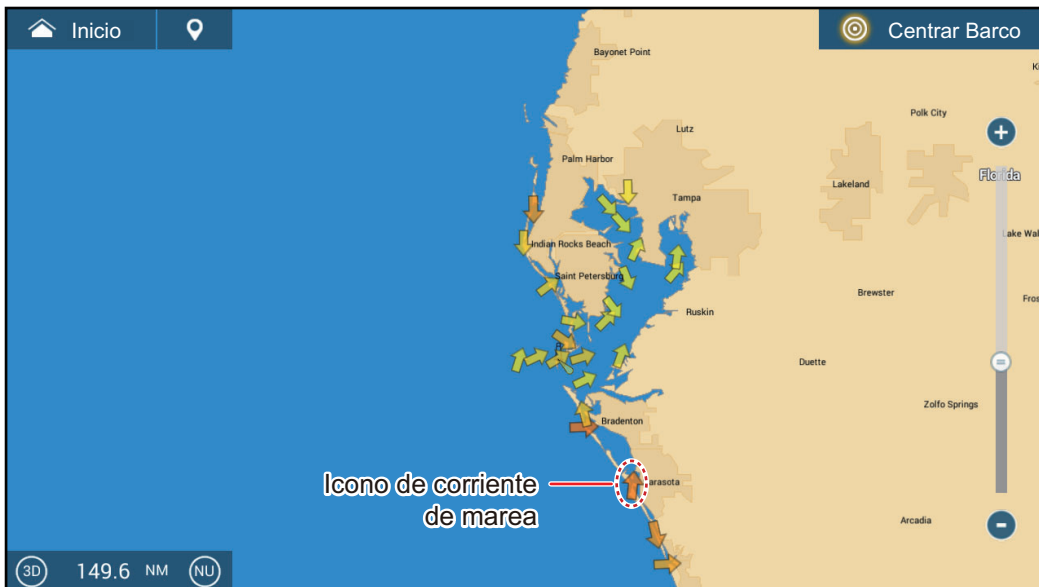 Inicio
Centrar Barco
Bayonet Point
Polk City
Lutz
+
Palm Harbor
Florida
Lakeland
Tampa
Lake Wal
Indian Rocks Beach
Saint Petersburg
Brewster
Fros
Ruskin
Duette
Zolfo Springs
Bradenton
Icono de corriente
de marea
arasota
Arcadia
-
3D 149.6 NM NU